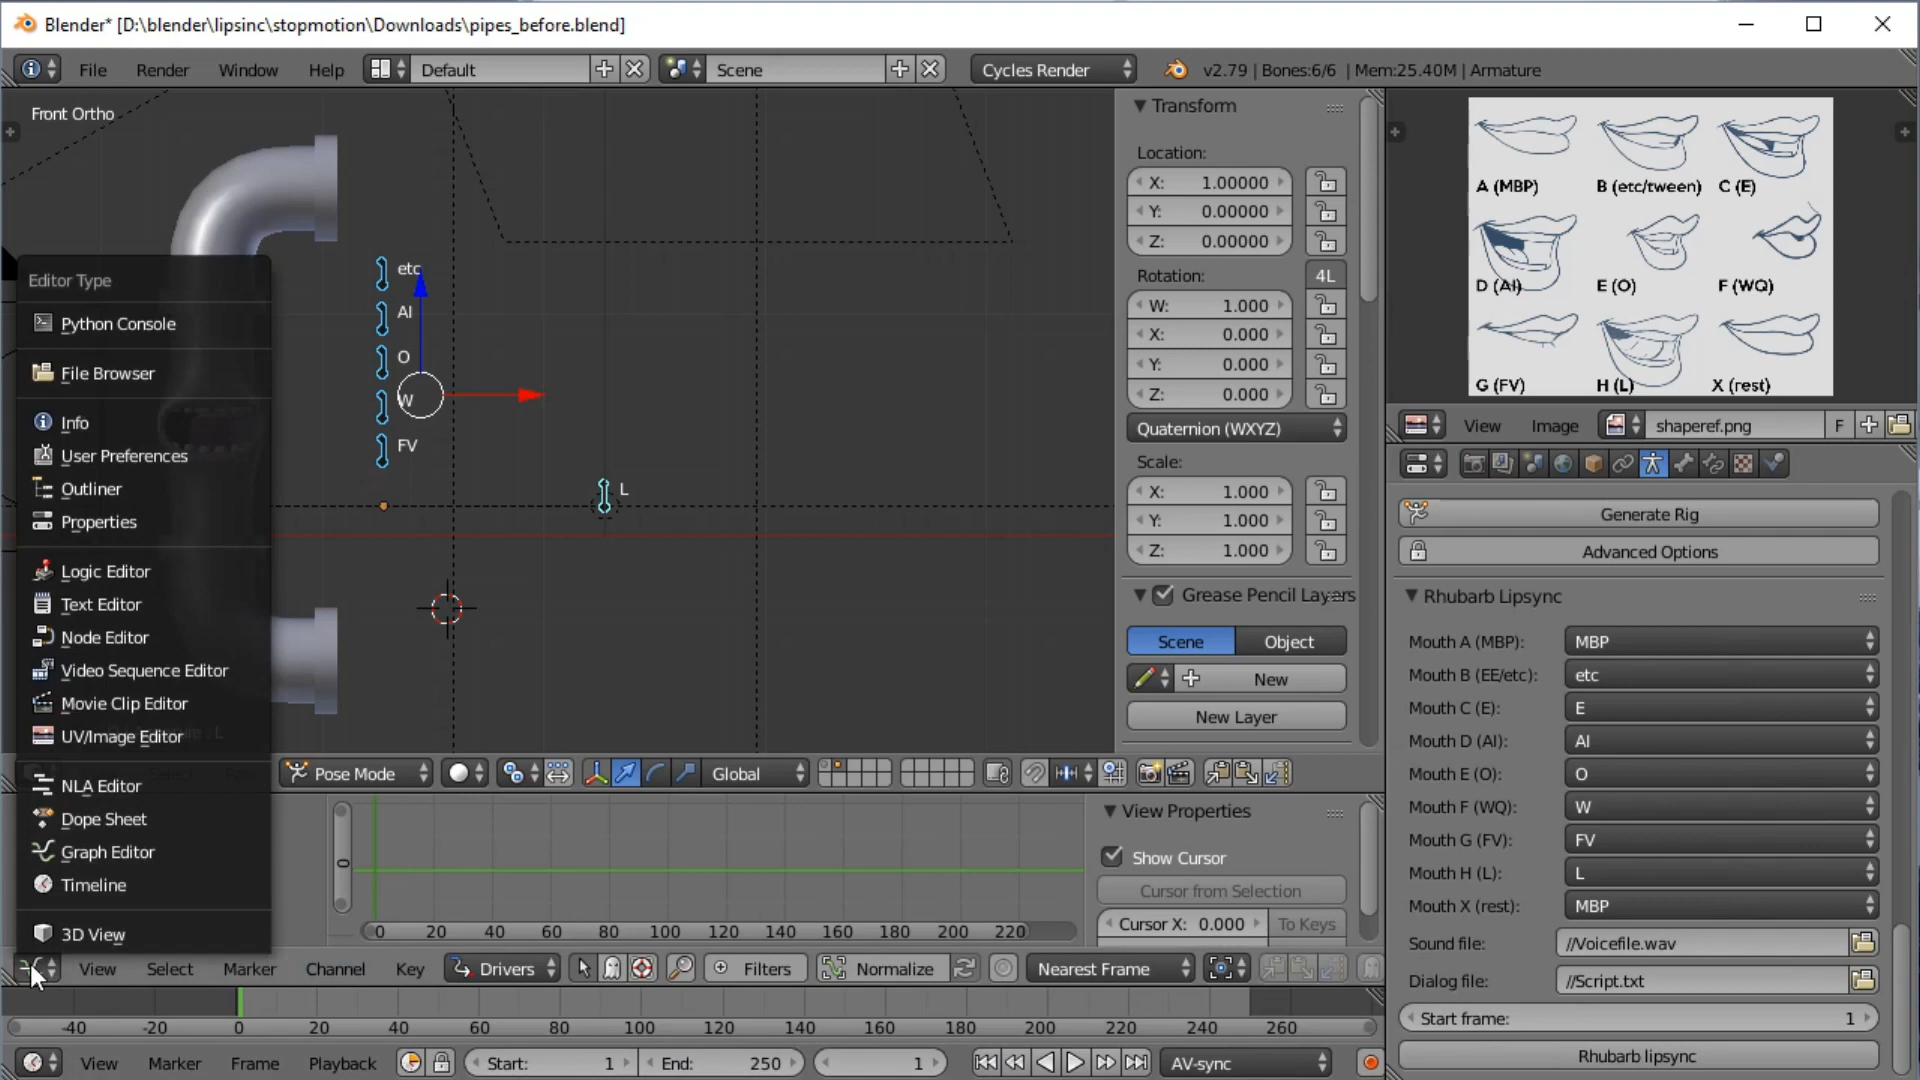 Blender* [D:\blender\lipsinc\stopmotion\Downloads\pipes_before.blend]
File Render Window Help Default Scene Cycles Render v2.79 | Bones:6/6 | Mem:25.40M | Armature
Front Ortho
etc
AI
O
W
FV
L
Editor Type
Python Console
File Browser
Info
User Preferences
Outliner
Properties
Logic Editor
Text Editor
Node Editor
Video Sequence Editor
Movie Clip Editor
UV/Image Editor
NLA Editor
Dope Sheet
Graph Editor
Timeline
3D View
Transform
Location:
X: 1.00000
Y: 0.00000
Z: 0.00000
Rotation: 4L
W: 1.000
X: 0.000
Y: 0.000
Z: 0.000
Quaternion (WXYZ)
Scale:
X: 1.000
Y: 1.000
Z: 1.000
Grease Pencil Layers
Scene Object
New
New Layer
Pose Mode Global
A (MBP) B (etc/tween) C (E)
D (AI) E (O) F (WQ)
G (FV) H (L) X (rest)
View Image shaperef.png F
Generate Rig
Advanced Options
Rhubarb Lipsync
Mouth A (MBP): MBP
Mouth B (EE/etc): etc
Mouth C (E): E
Mouth D (AI): AI
Mouth E (O): O
Mouth F (WQ): W
Mouth G (FV): FV
Mouth H (L): L
Mouth X (rest): MBP
Sound file: //Voicefile.wav
Dialog file: //Script.txt
Start frame: 1
Rhubarb lipsync
View Properties
Show Cursor
Cursor from Selection
Cursor X: 0.000 To Keys
0
0 20 40 60 80 100 120 140 160 180 200 220
View Select Marker Channel Key Drivers Filters Normalize Nearest Frame
-40 -20 0 20 40 60 80 100 120 140 160 180 200 220 240 260
View Marker Frame Playback Start: 1 End: 250 1 AV-sync